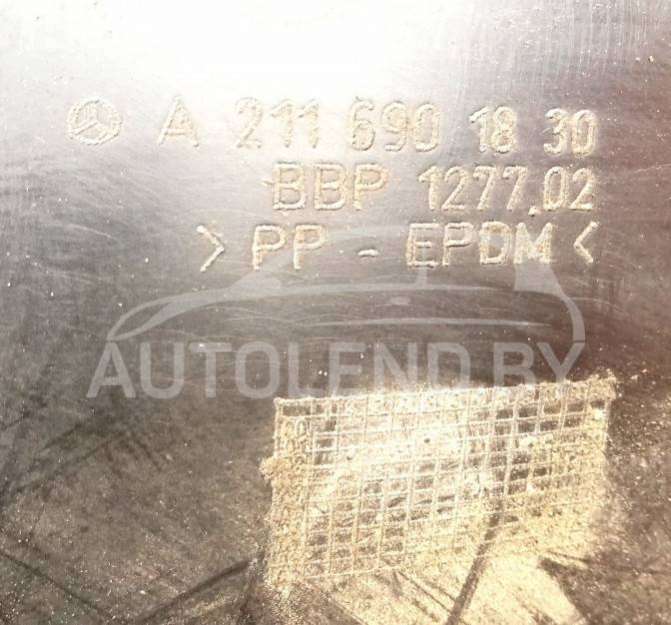 A 211 690 18 30
BBP 1277.02
> PP - EPDM <
AUTOLEND.BY